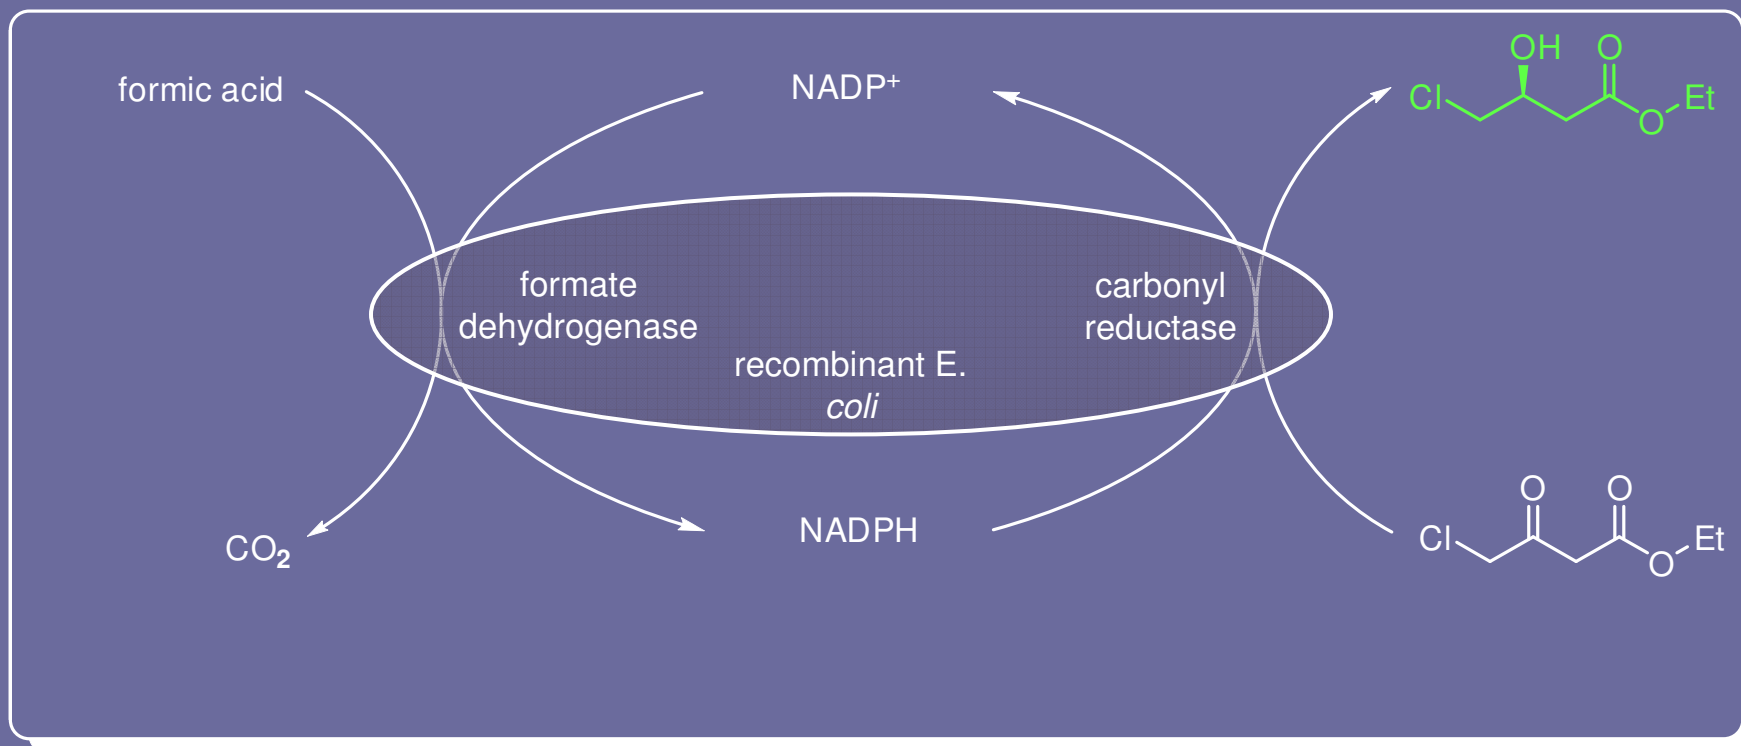 formic acid
NADP⁺
OH
O
Cl
O
Et
formate
dehydrogenase
carbonyl
reductase
recombinant E.
coli
CO₂
NADPH
O
O
Cl
O
Et